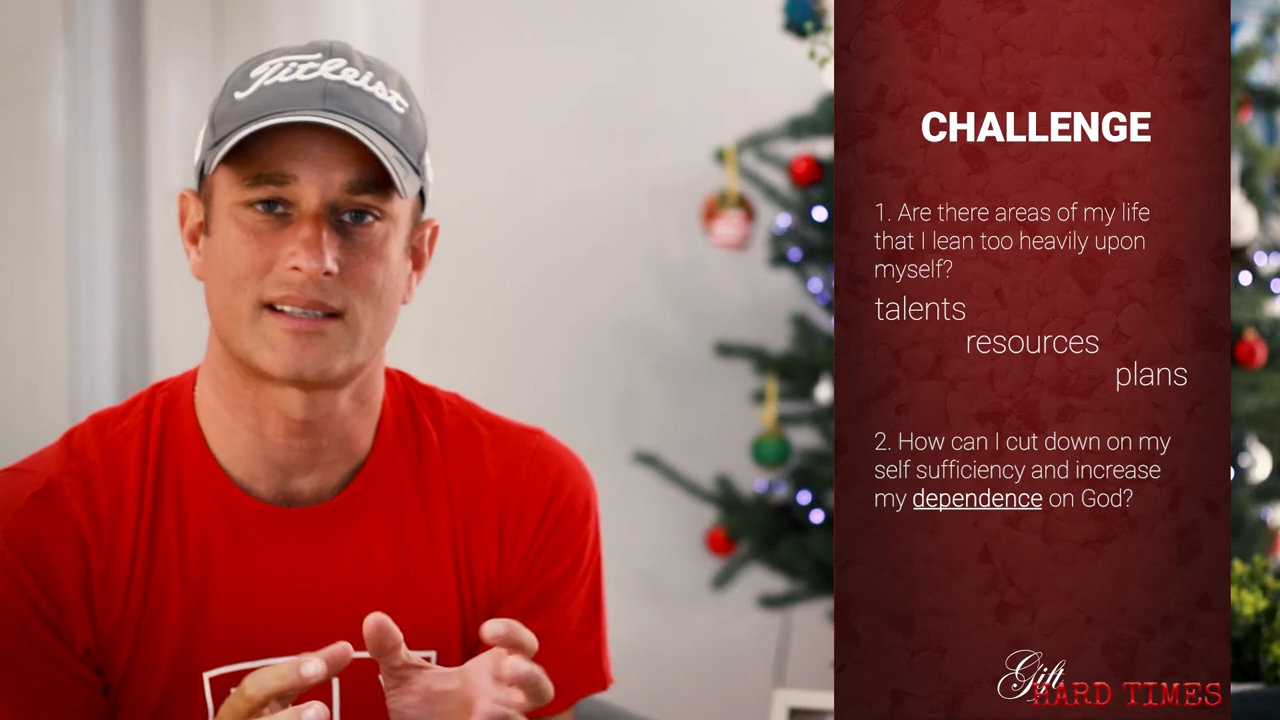 Titleist
CHALLENGE
1. Are there areas of my life
that I lean too heavily upon
myself?
talents
resources
plans
2. How can I cut down on my
self sufficiency and increase
my dependence on God?
Gift
HARD TIMES